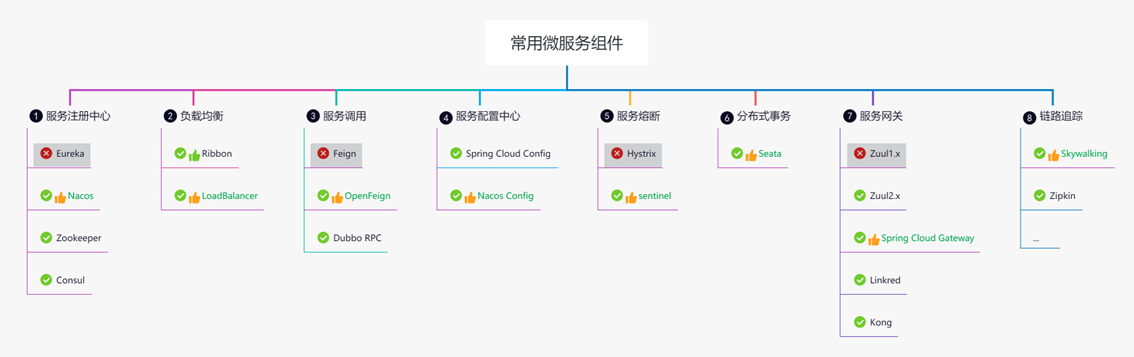 常用微服务组件
1 服务注册中心
Eureka
Nacos
Zookeeper
Consul
2 负载均衡
Ribbon
LoadBalancer
3 服务调用
Feign
OpenFeign
Dubbo RPC
4 服务配置中心
Spring Cloud Config
Nacos Config
5 服务熔断
Hystrix
sentinel
6 分布式事务
Seata
7 服务网关
Zuul1.x
Zuul2.x
Spring Cloud Gateway
Linkred
Kong
8 链路追踪
Skywalking
Zipkin
...